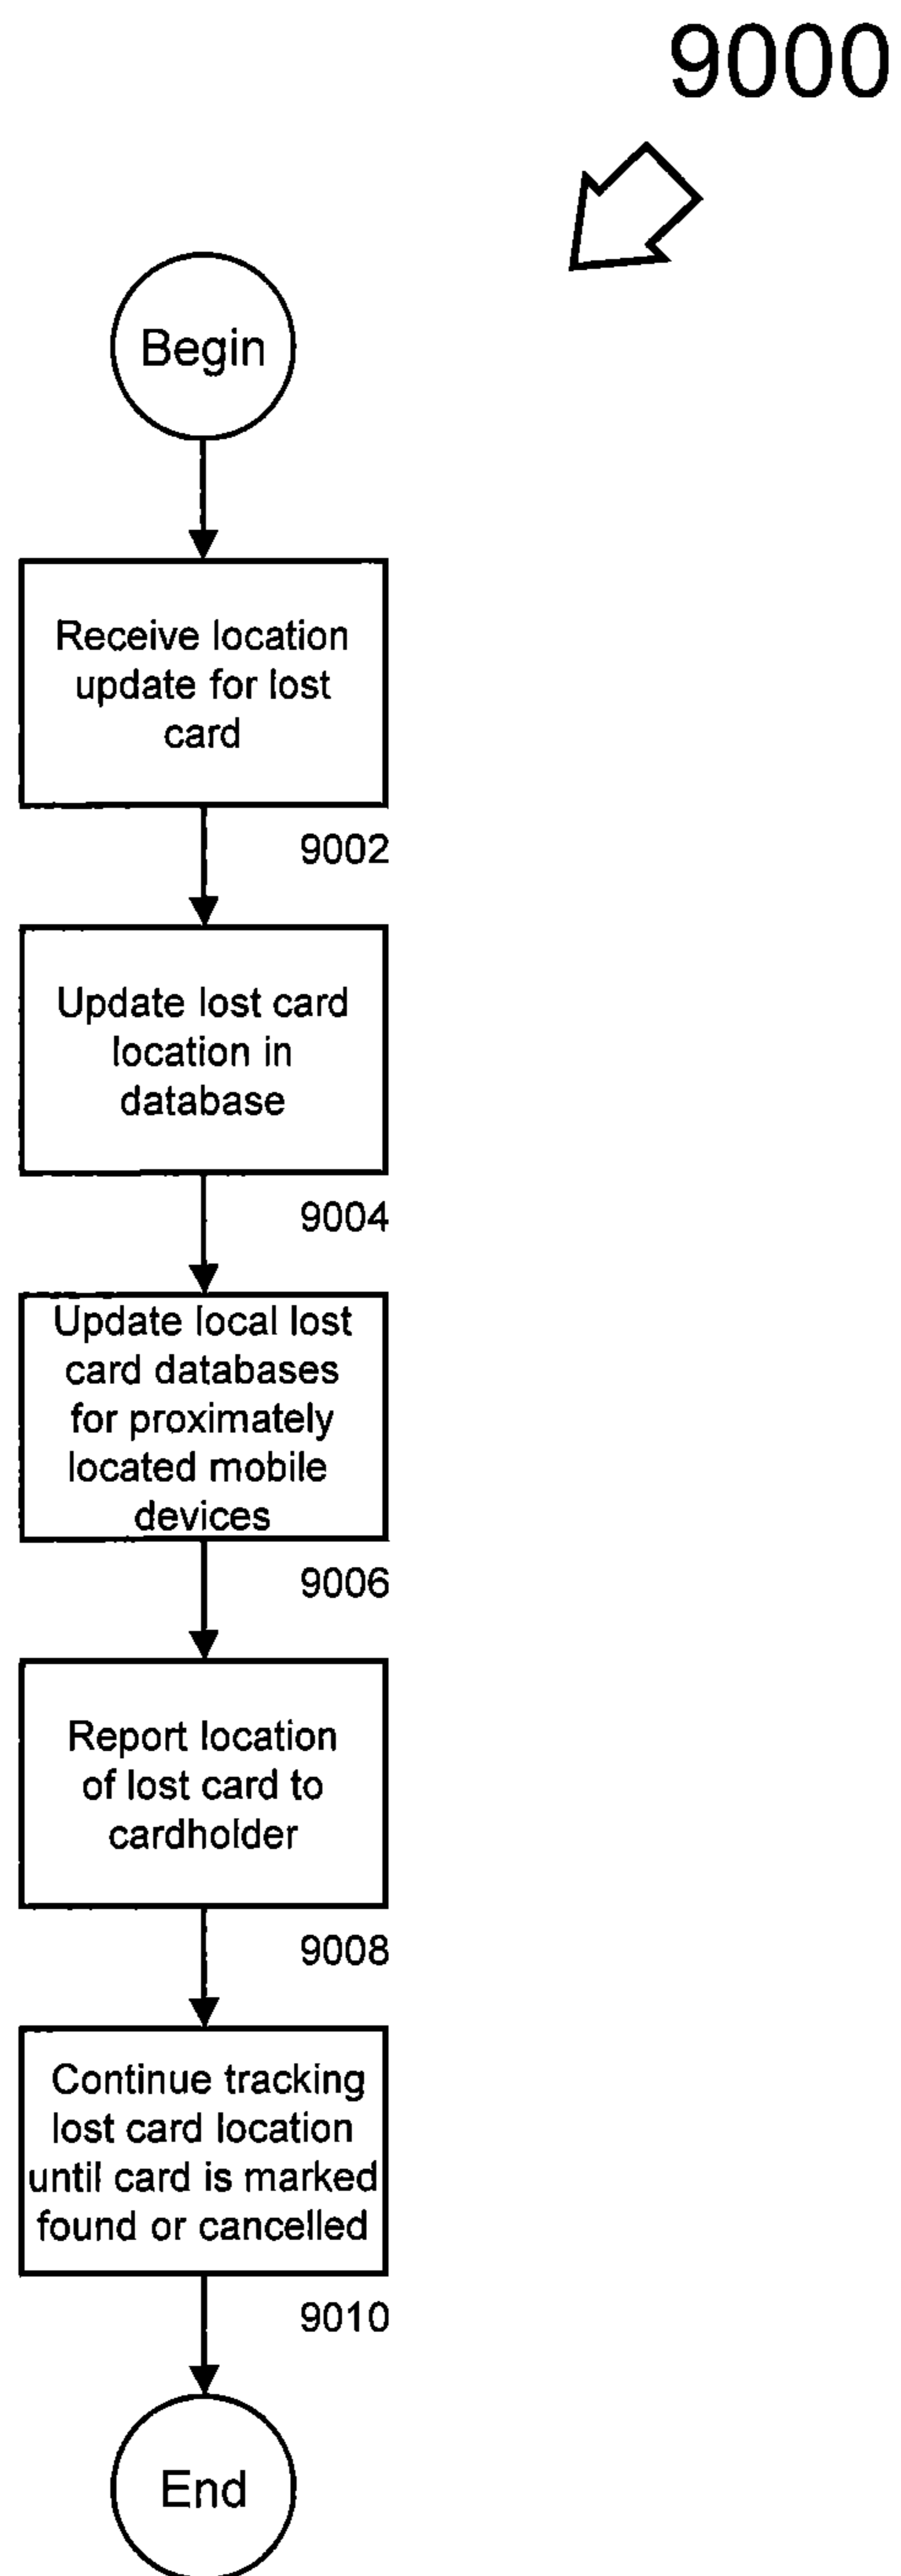 9000
Begin
Receive location
update for lost
card
9002
Update lost card
location in
database
9004
Update local lost
card databases
for proximately
located mobile
devices
9006
Report location
of lost card to
cardholder
9008
Continue tracking
lost card location
until card is marked
found or cancelled
9010
End